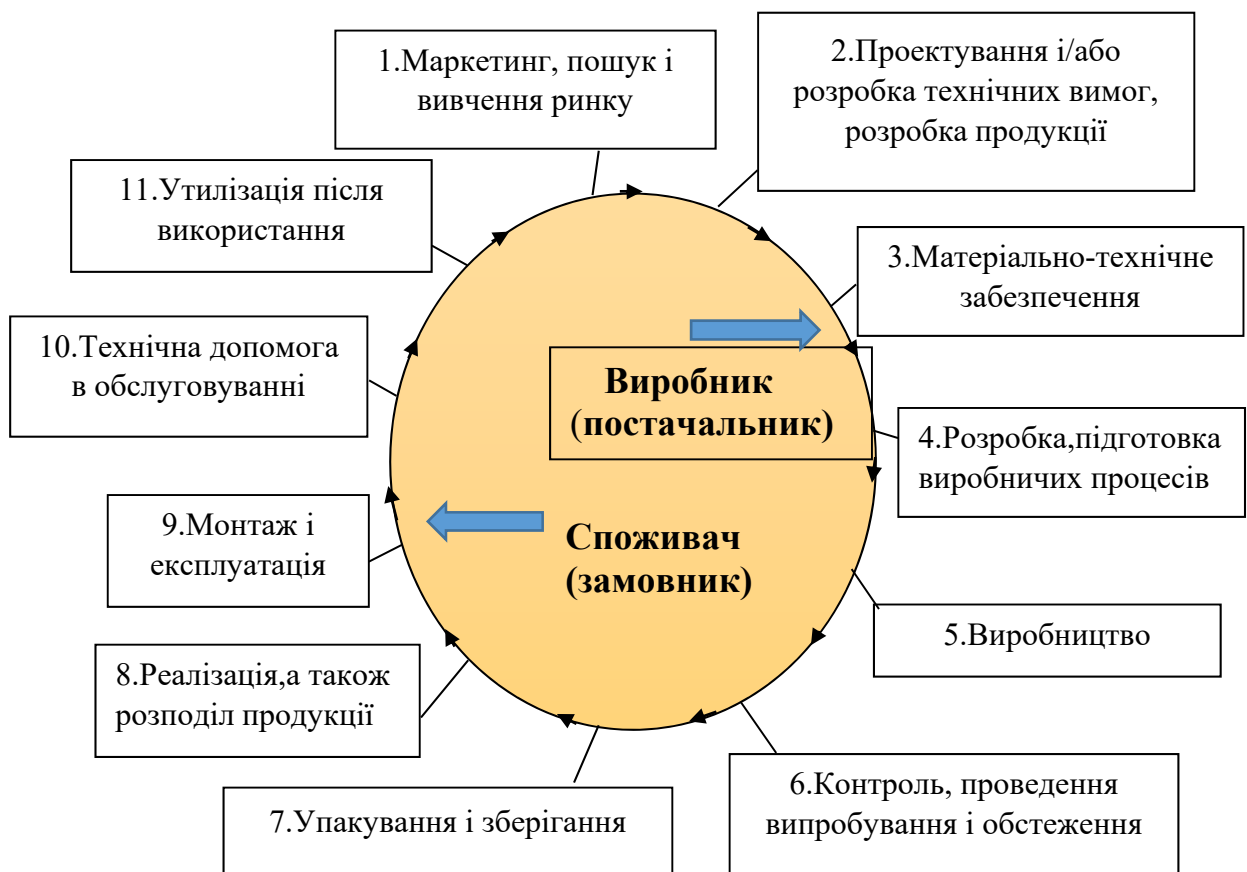 1.Маркетинг, пошук і
вивчення ринку
2.Проектування і/або
розробка технічних вимог,
розробка продукції
3.Матеріально-технічне
забезпечення
4.Розробка,підготовка
виробничих процесів
5.Виробництво
6.Контроль, проведення
випробування і обстеження
7.Упакування і зберігання
8.Реалізація,а також
розподіл продукції
9.Монтаж і
експлуатація
10.Технічна допомога
в обслуговуванні
11.Утилізація після
використання
Виробник
(постачальник)
Споживач
(замовник)